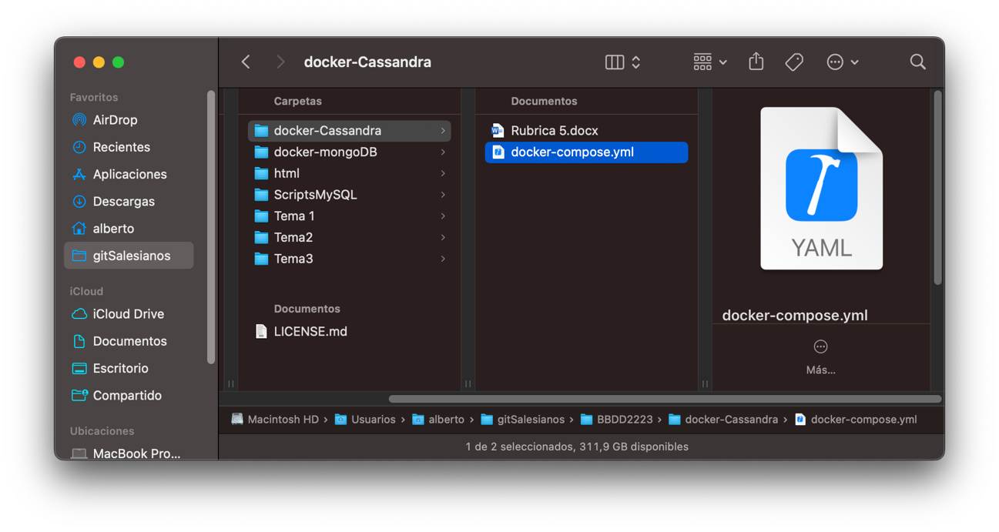 docker-Cassandra
Favoritos
AirDrop
Recientes
Aplicaciones
Descargas
alberto
gitSalesianos
iCloud
iCloud Drive
Documentos
Escritorio
Compartido
Ubicaciones
MacBook Pro...
Carpetas
docker-Cassandra
docker-mongoDB
html
ScriptsMySQL
Tema 1
Tema2
Tema3
Documentos
LICENSE.md
Documentos
Rubrica 5.docx
docker-compose.yml
YAML
docker-compose.yml
Más...
Macintosh HD › Usuarios › alberto › gitSalesianos › BBDD2223 › docker-Cassandra › docker-compose.yml
1 de 2 seleccionados, 311,9 GB disponibles